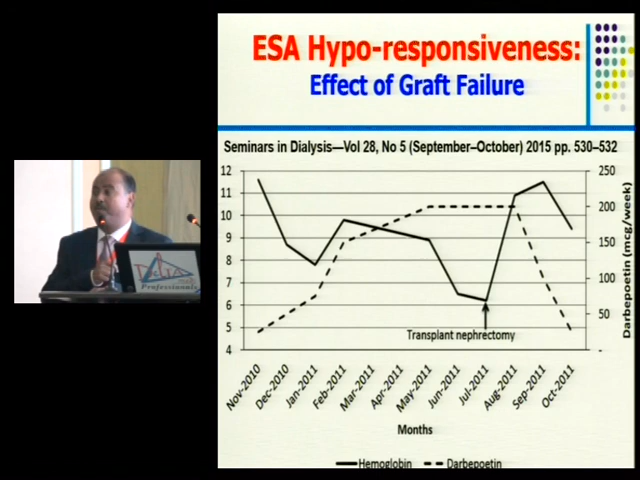 ESA Hypo-responsiveness:
Effect of Graft Failure
Seminars in Dialysis—Vol 28, No 5 (September–October) 2015 pp. 530–532
12
11
10
9
8
7
6
5
4
250
200
150
100
50
-
Darbepoetin (mcg/week)
Transplant nephrectomy
Nov-2010
Dec-2010
Jan-2011
Feb-2011
Mar-2011
Apr-2011
May-2011
Jun-2011
Jul-2011
Aug-2011
Sep-2011
Oct-2011
Months
Hemoglobin
Darbepoetin
Professionals